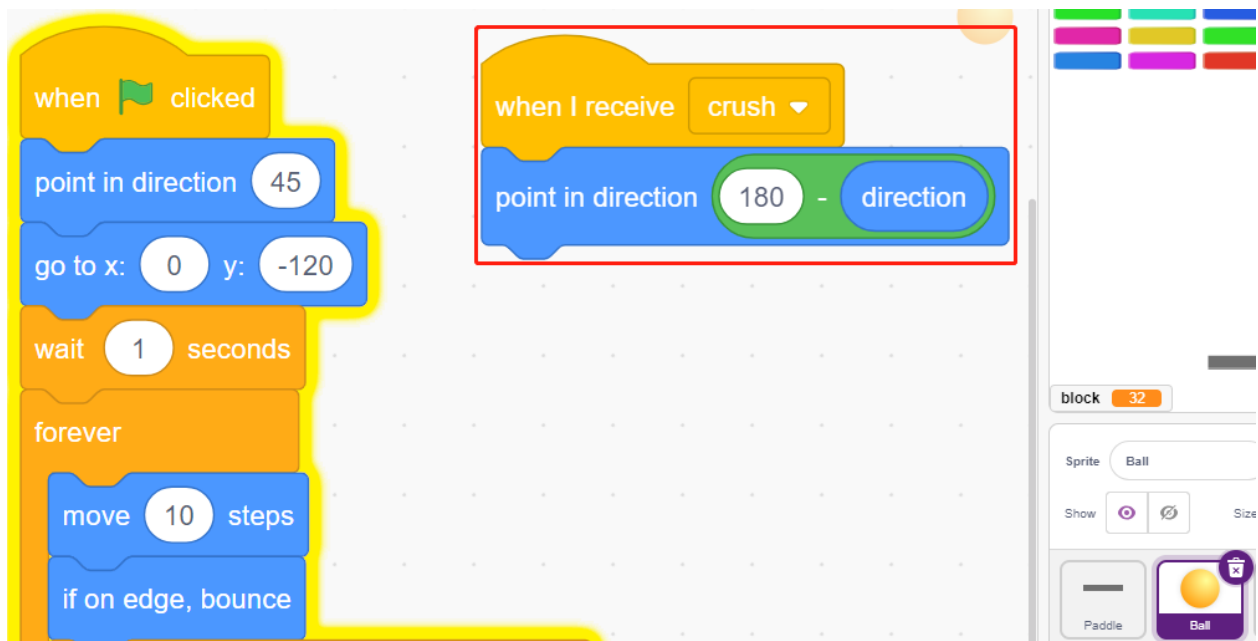 when clicked
point in direction 45
go to x: 0 y: -120
wait 1 seconds
forever
move 10 steps
if on edge, bounce
when I receive crush
point in direction 180 - direction
block 32
Sprite Ball
Show Size
Paddle
Ball